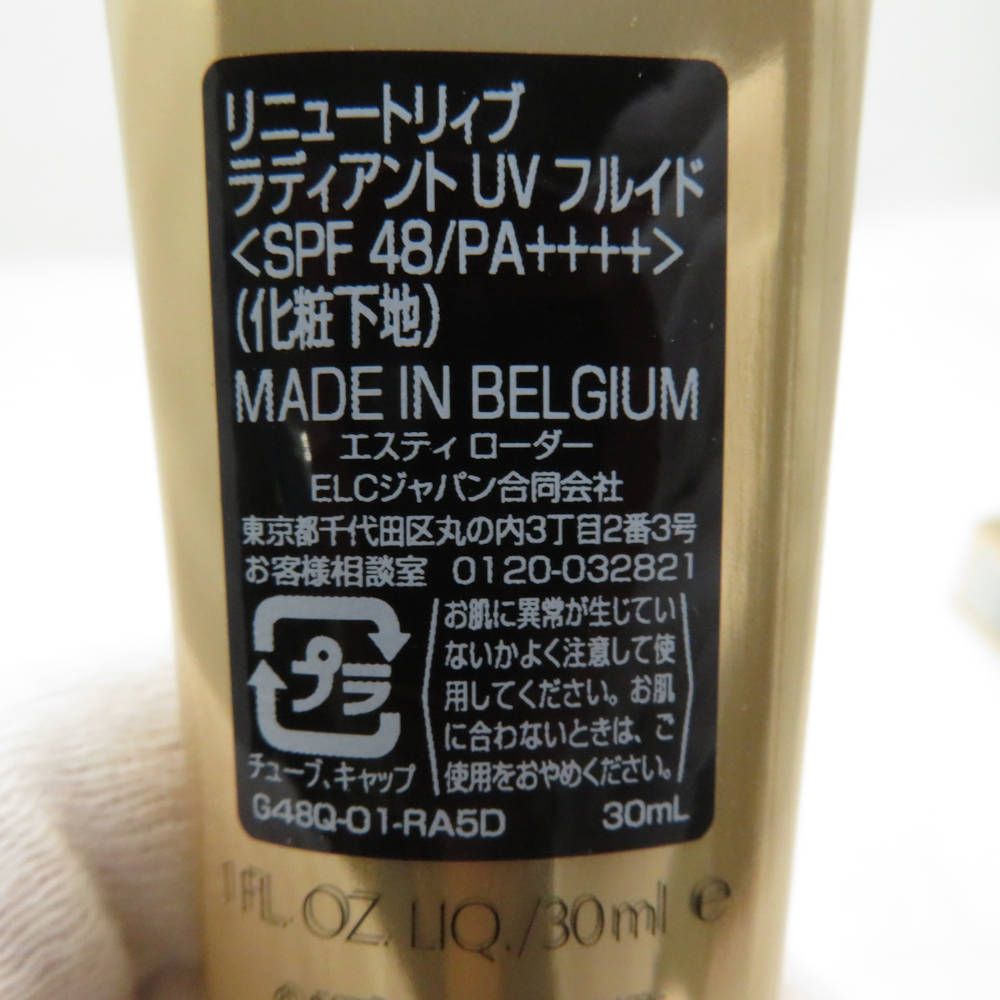 リニュートリィブ
ラディアント UV フルイド
<SPF 48/PA++++>
(化粧下地)
MADE IN BELGIUM
エスティ ローダー
ELCジャパン合同会社
東京都千代田区丸の内3丁目2番3号
お客様相談室 0120-032821
プラ
チューブ、キャップ
お肌に異常が生じてい
ないかよく注意して使
用してください。お肌
に合わないときは、ご
使用をおやめください。
G48Q-01-RA5D 30mL
1 FL. OZ. LIQ./30ml e